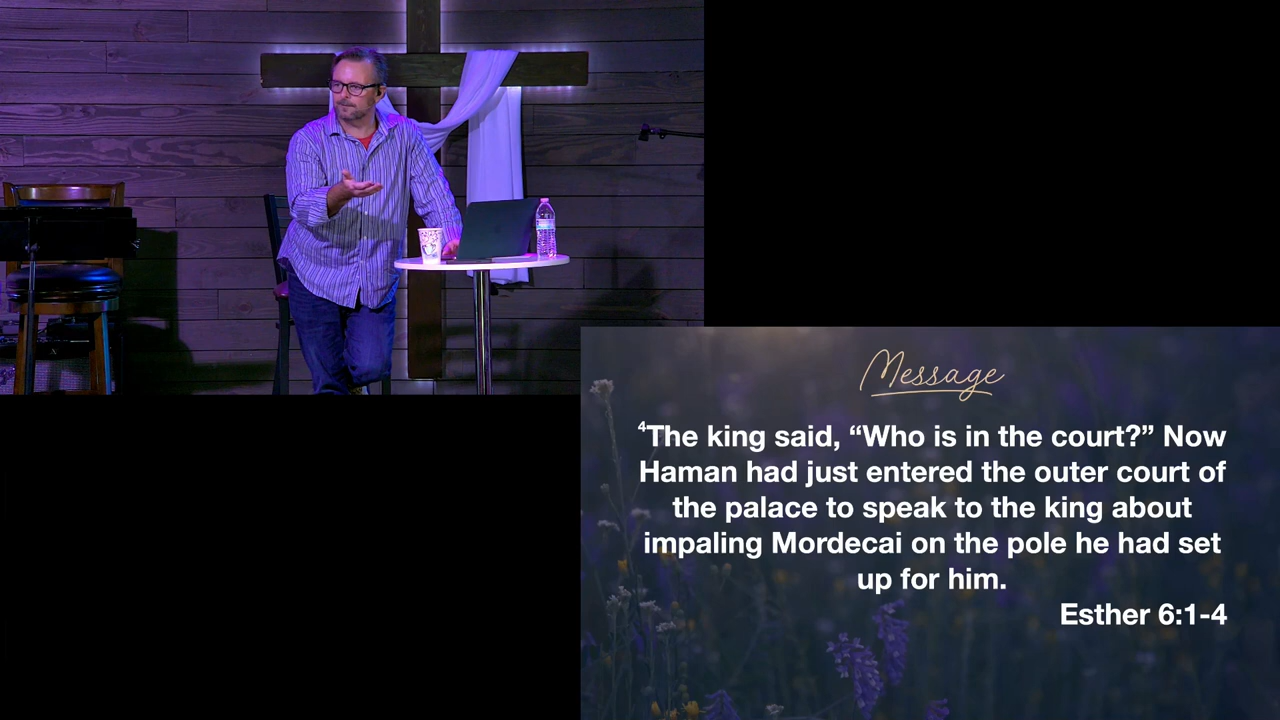 Message
⁴The king said, “Who is in the court?” Now
Haman had just entered the outer court of
the palace to speak to the king about
impaling Mordecai on the pole he had set
up for him.
Esther 6:1-4